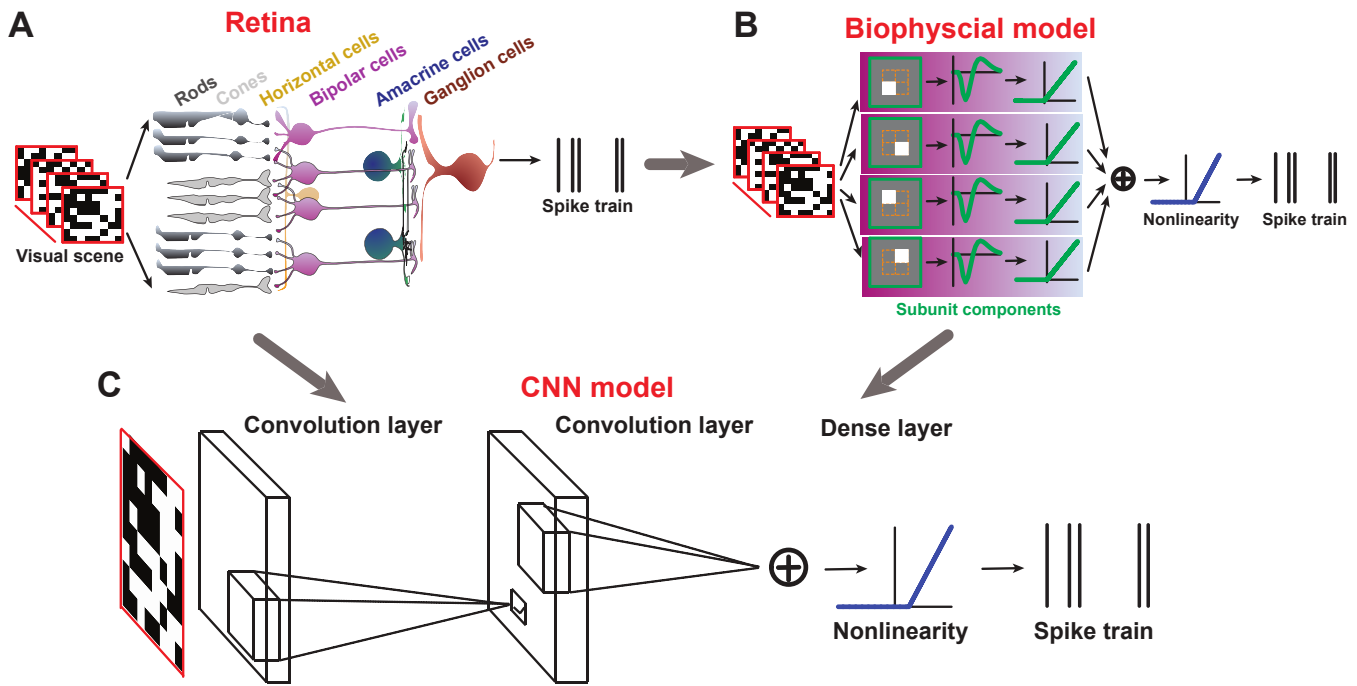 A
Retina
Rods
Cones
Horizontal cells
Bipolar cells
Amacrine cells
Ganglion cells
Visual scene
Spike train
B
Biophyscial model
Subunit components
Nonlinearity
Spike train
C
CNN model
Convolution layer
Convolution layer
Dense layer
Nonlinearity
Spike train